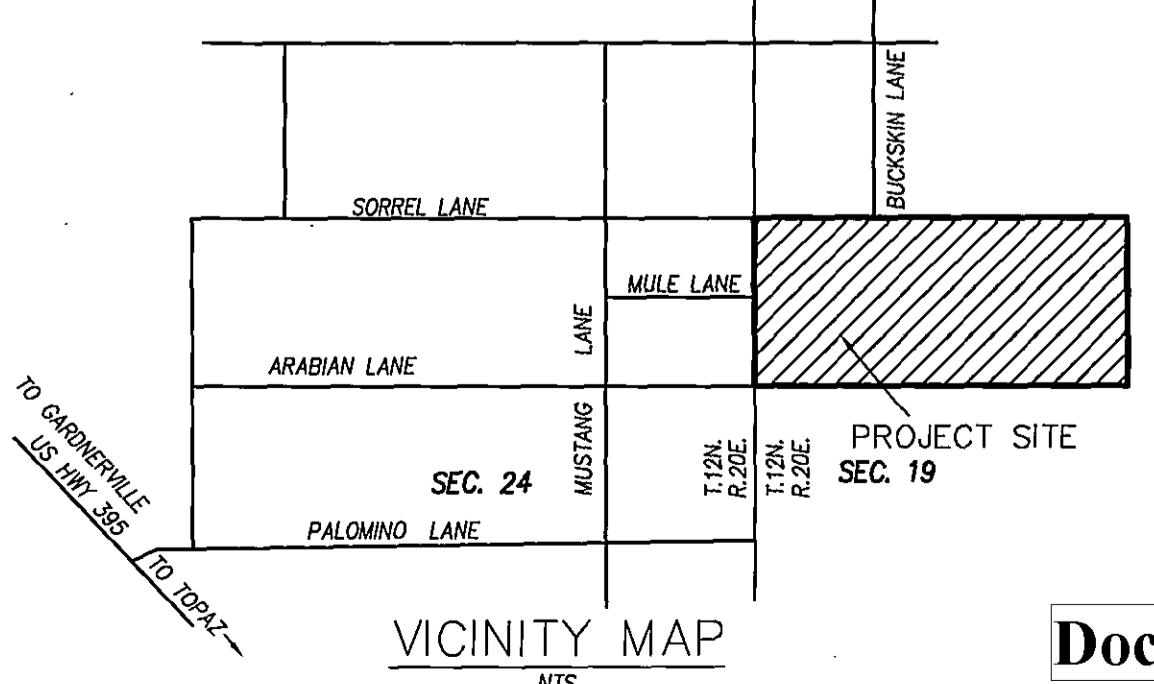 BUCKSKIN LANE
SORREL LANE
MULE LANE
MUSTANG LANE
ARABIAN LANE
TO GARDNERVILLE
US HWY 395
TO TOPAZ
SEC. 24
T.12N.
R.20E.
T.12N.
R.20E.
PROJECT SITE
SEC. 19
PALOMINO LANE
VICINITY MAP
NTS
Doc